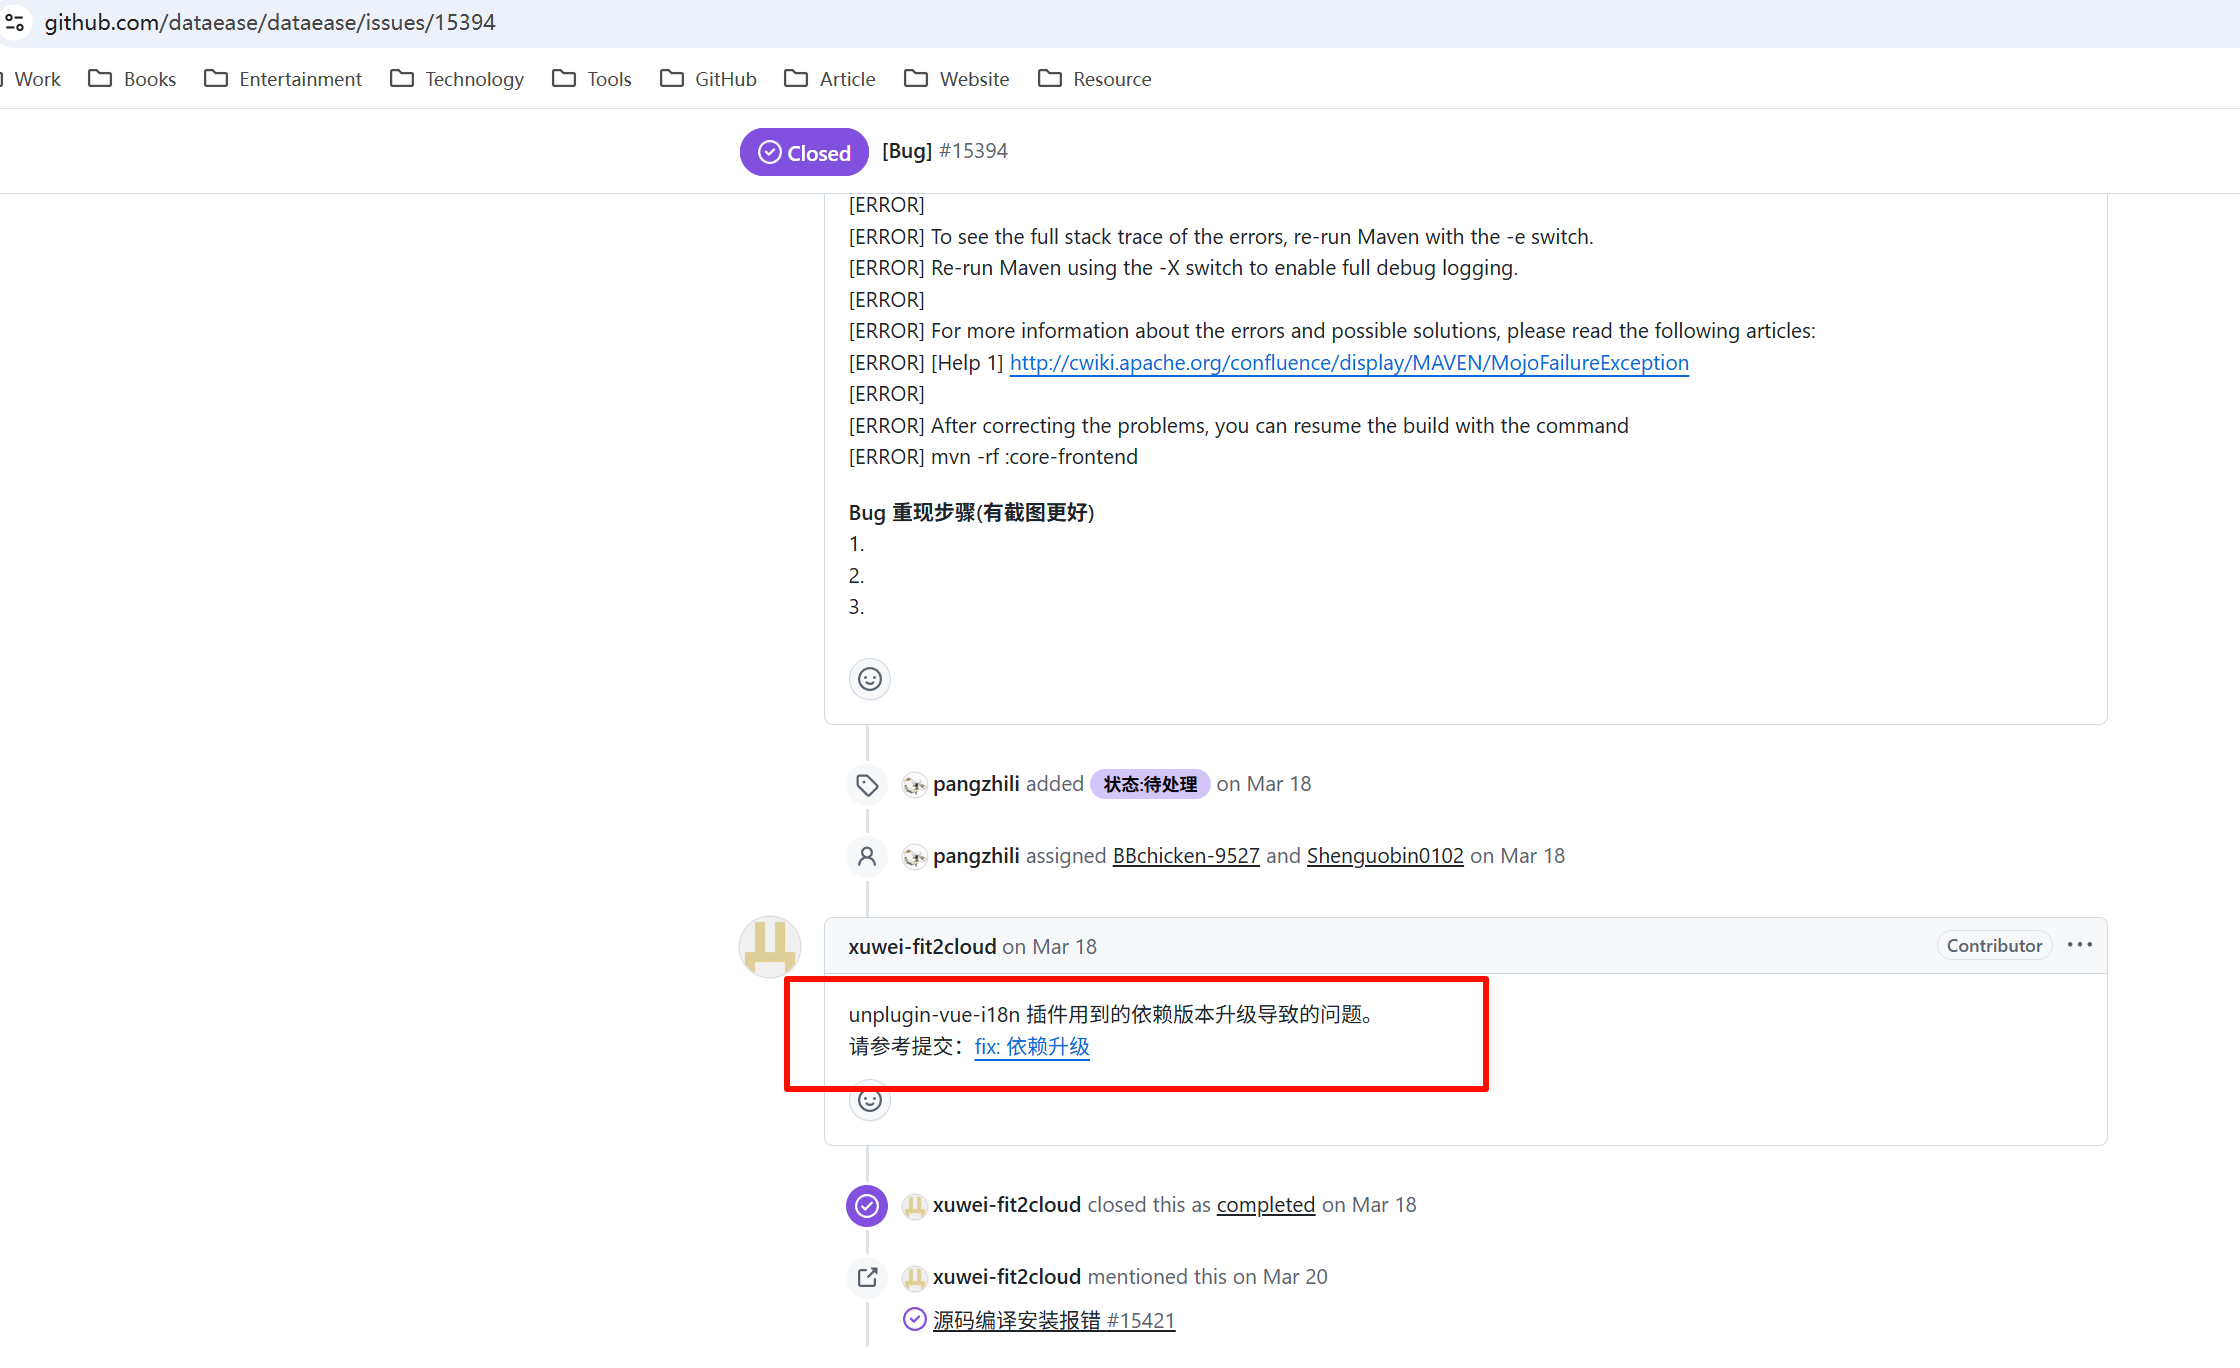 github.com/dataease/dataease/issues/15394
Work Books Entertainment Technology Tools GitHub Article Website Resource
Closed [Bug] #15394
[ERROR]
[ERROR] To see the full stack trace of the errors, re-run Maven with the -e switch.
[ERROR] Re-run Maven using the -X switch to enable full debug logging.
[ERROR]
[ERROR] For more information about the errors and possible solutions, please read the following articles:
[ERROR] [Help 1] http://cwiki.apache.org/confluence/display/MAVEN/MojoFailureException
[ERROR]
[ERROR] After correcting the problems, you can resume the build with the command
[ERROR] mvn -rf :core-frontend
Bug 重现步骤(有截图更好)
1.
2.
3.
pangzhili added 状态:待处理 on Mar 18
pangzhili assigned BBchicken-9527 and Shenguobin0102 on Mar 18
xuwei-fit2cloud on Mar 18 Contributor
unplugin-vue-i18n 插件用到的依赖版本升级导致的问题。
请参考提交：fix: 依赖升级
xuwei-fit2cloud closed this as completed on Mar 18
xuwei-fit2cloud mentioned this on Mar 20
源码编译安装报错 #15421